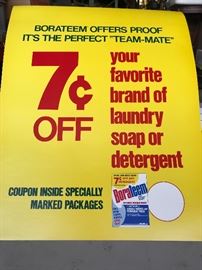 BORATEEM OFFERS PROOF
IT'S THE PERFECT "TEAM-MATE"
7¢
OFF
your
favorite
brand of
laundry
soap or
detergent
COUPON INSIDE SPECIALLY
MARKED PACKAGES
7¢
Borateem